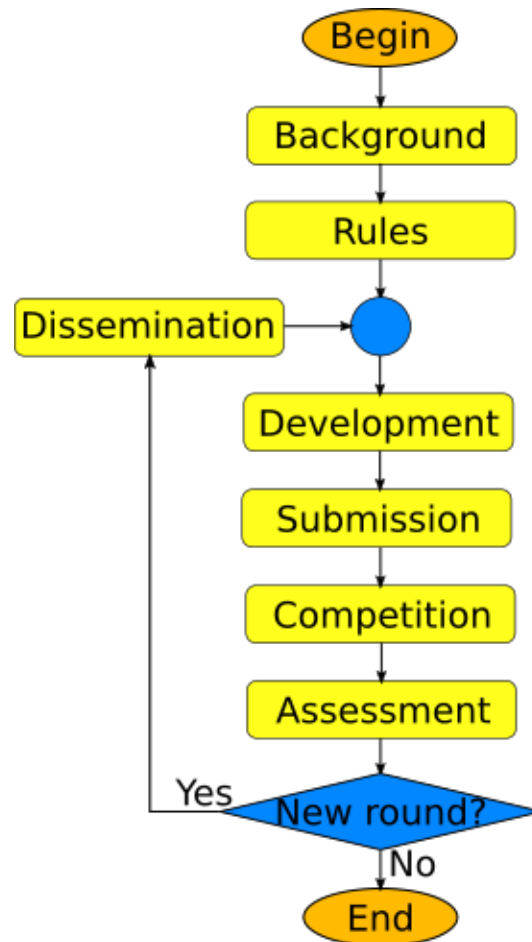 Begin
Background
Rules
Dissemination
Development
Submission
Competition
Assessment
New round?
Yes
No
End